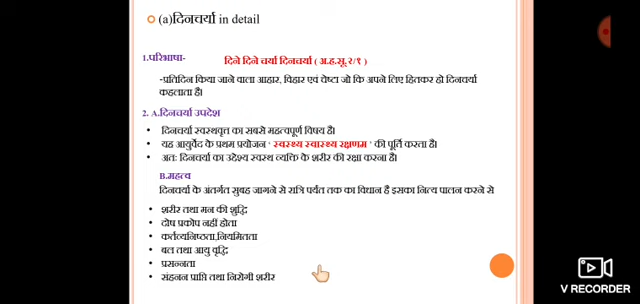 (a)दिनचर्या in detail
1.परिभाषा- दिने दिने चर्या दिनचर्या ( अ.ह.सू.२/१ )
-प्रतिदिन किया जाने वाला आहार, विहार एवं चेष्टा जो कि अपने लिए हितकर हो दिनचर्या
कहलाता है।
2. A.दिनचर्या उपदेश
• दिनचर्या स्वस्थवृत्त का सबसे महत्वपूर्ण विषय है।
• यह आयुर्वेद के प्रथम प्रयोजन ' स्वस्थ्य स्वास्थ्य रक्षणम ' की पूर्ति करता है।
• अतः दिनचर्या का उद्देश्य स्वस्थ व्यक्ति के शरीर की रक्षा करना है।
B.महत्व
दिनचर्या के अंतर्गत सुबह जागने से रात्रि पर्यंत तक का विधान है इसका नित्य पालन करने से
• शरीर तथा मन की शुद्धि
• दोष प्रकोप नहीं होता
• कर्तव्यनिष्ठता,नियमितता
• बल तथा आयु वृद्धि
• प्रसन्नता
• संहनन प्राप्ति तथा निरोगी शरीर
V RECORDER